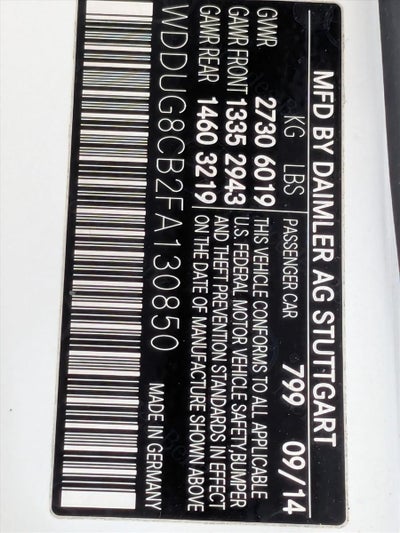 MFD BY DAIMLER AG STUTTGART 09/14
KG LBS PASSENGER CAR 799
GVWR 2730 6019
GAWR FRONT 1335 2943
GAWR REAR 1460 3219
THIS VEHICLE CONFORMS TO ALL APPLICABLE
U.S. FEDERAL MOTOR VEHICLE SAFETY,BUMPER
AND THEFT PREVENTION STANDARDS IN EFFECT
ON THE DATE OF MANUFACTURE SHOWN ABOVE
WDDUG8CB2FA130850
MADE IN GERMANY